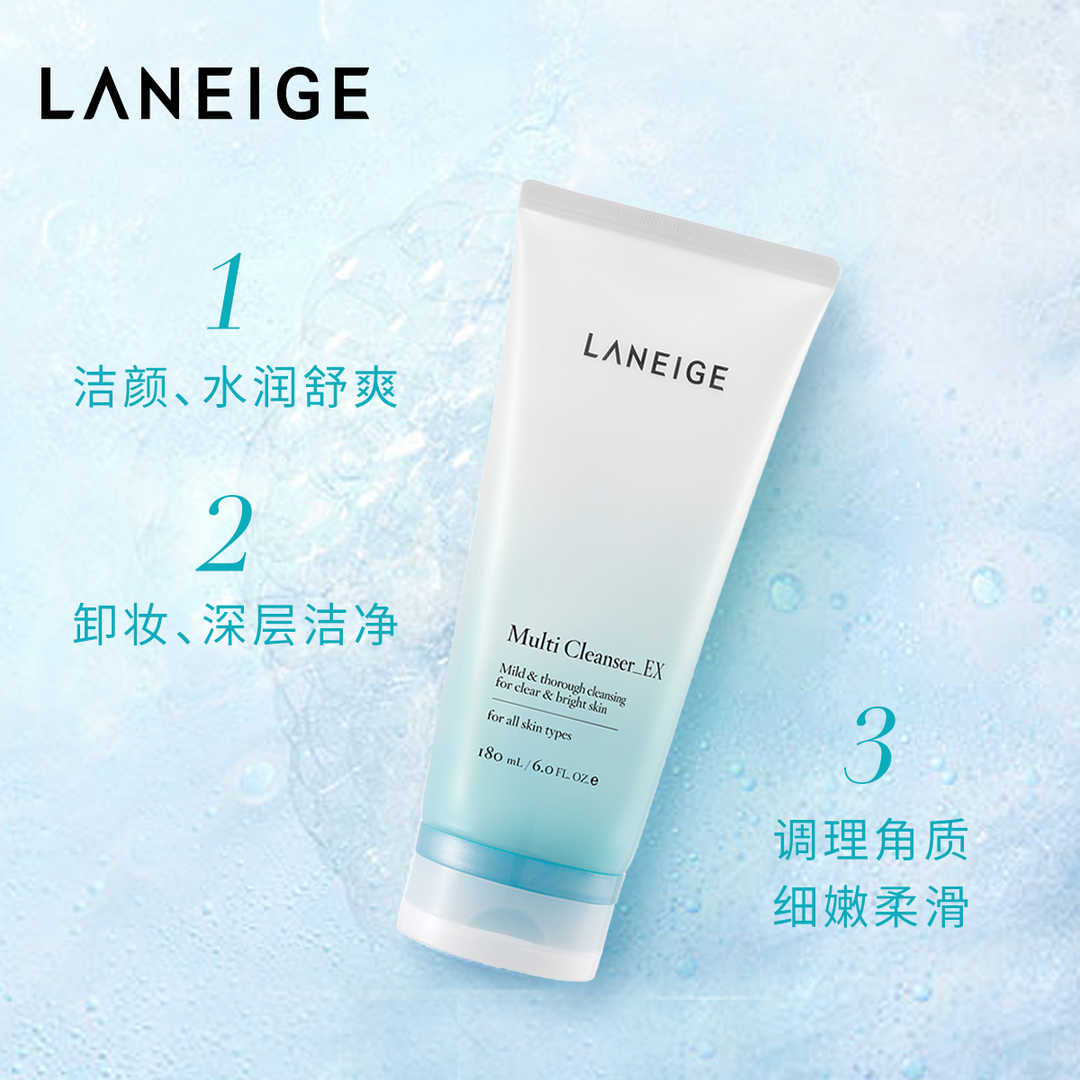 LANEIGE
1
洁颜、水润舒爽
2
卸妆、深层洁净
LANEIGE
Multi Cleanser_EX
Mild & thorough cleansing
for clear & bright skin
for all skin types
180 mL / 6.0 FL. OZ. e
3
调理角质
细嫩柔滑